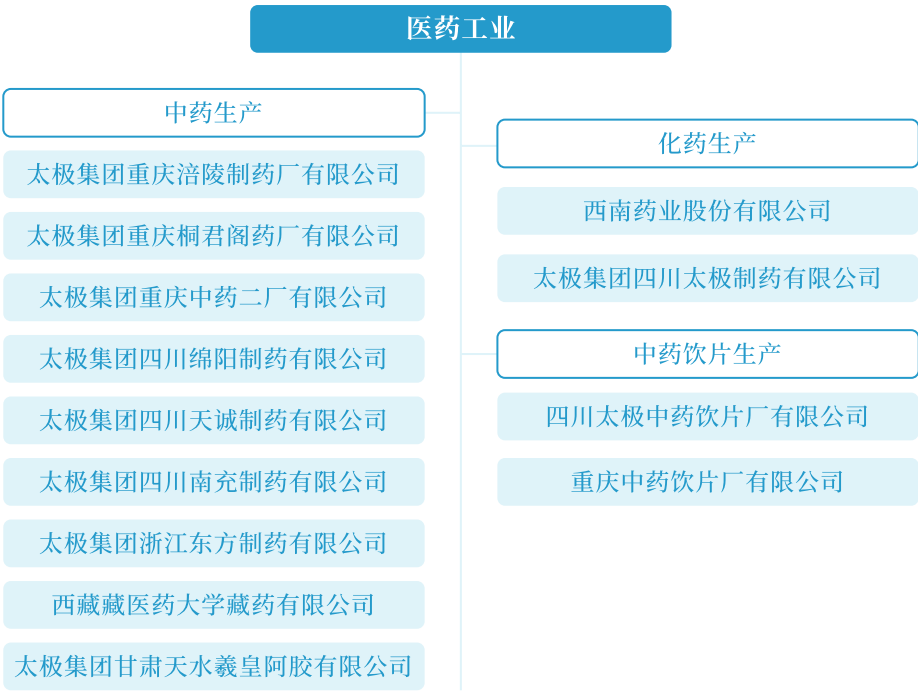 医药工业
中药生产
太极集团重庆涪陵制药厂有限公司
太极集团重庆桐君阁药厂有限公司
太极集团重庆中药二厂有限公司
太极集团四川绵阳制药有限公司
太极集团四川天诚制药有限公司
太极集团四川南充制药有限公司
太极集团浙江东方制药有限公司
西藏藏医药大学藏药有限公司
太极集团甘肃天水羲皇阿胶有限公司
化药生产
西南药业股份有限公司
太极集团四川太极制药有限公司
中药饮片生产
四川太极中药饮片厂有限公司
重庆中药饮片厂有限公司